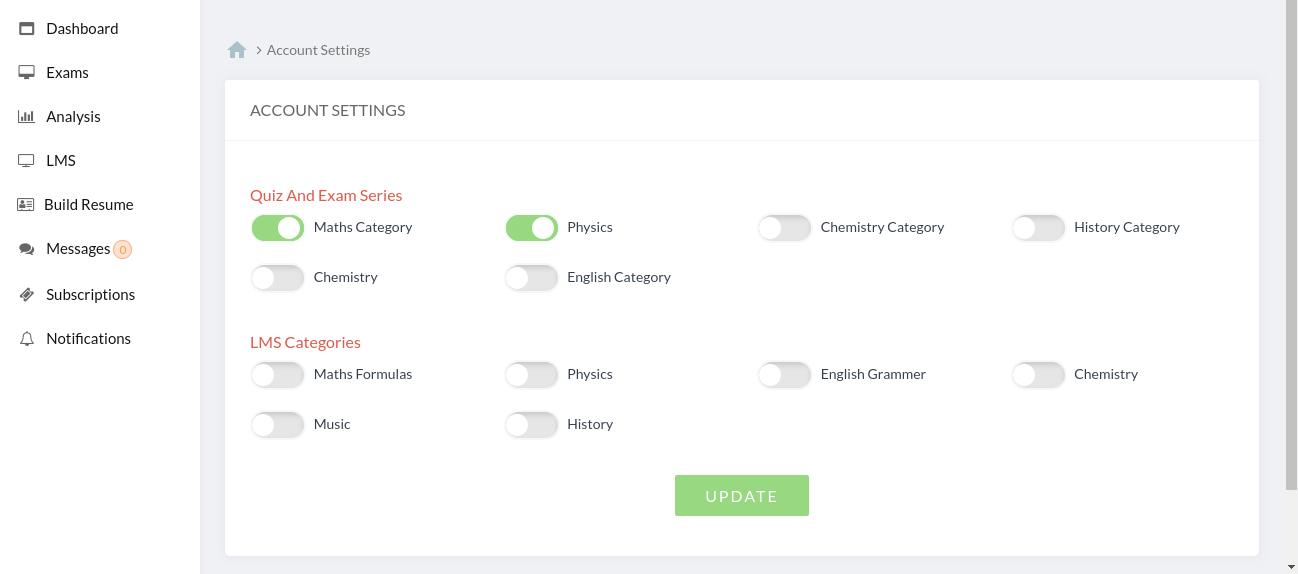 Dashboard
Exams
Analysis
LMS
Build Resume
Messages 0
Subscriptions
Notifications
> Account Settings
ACCOUNT SETTINGS
Quiz And Exam Series
Maths Category Physics Chemistry Category History Category
Chemistry English Category
LMS Categories
Maths Formulas Physics English Grammer Chemistry
Music History
UPDATE